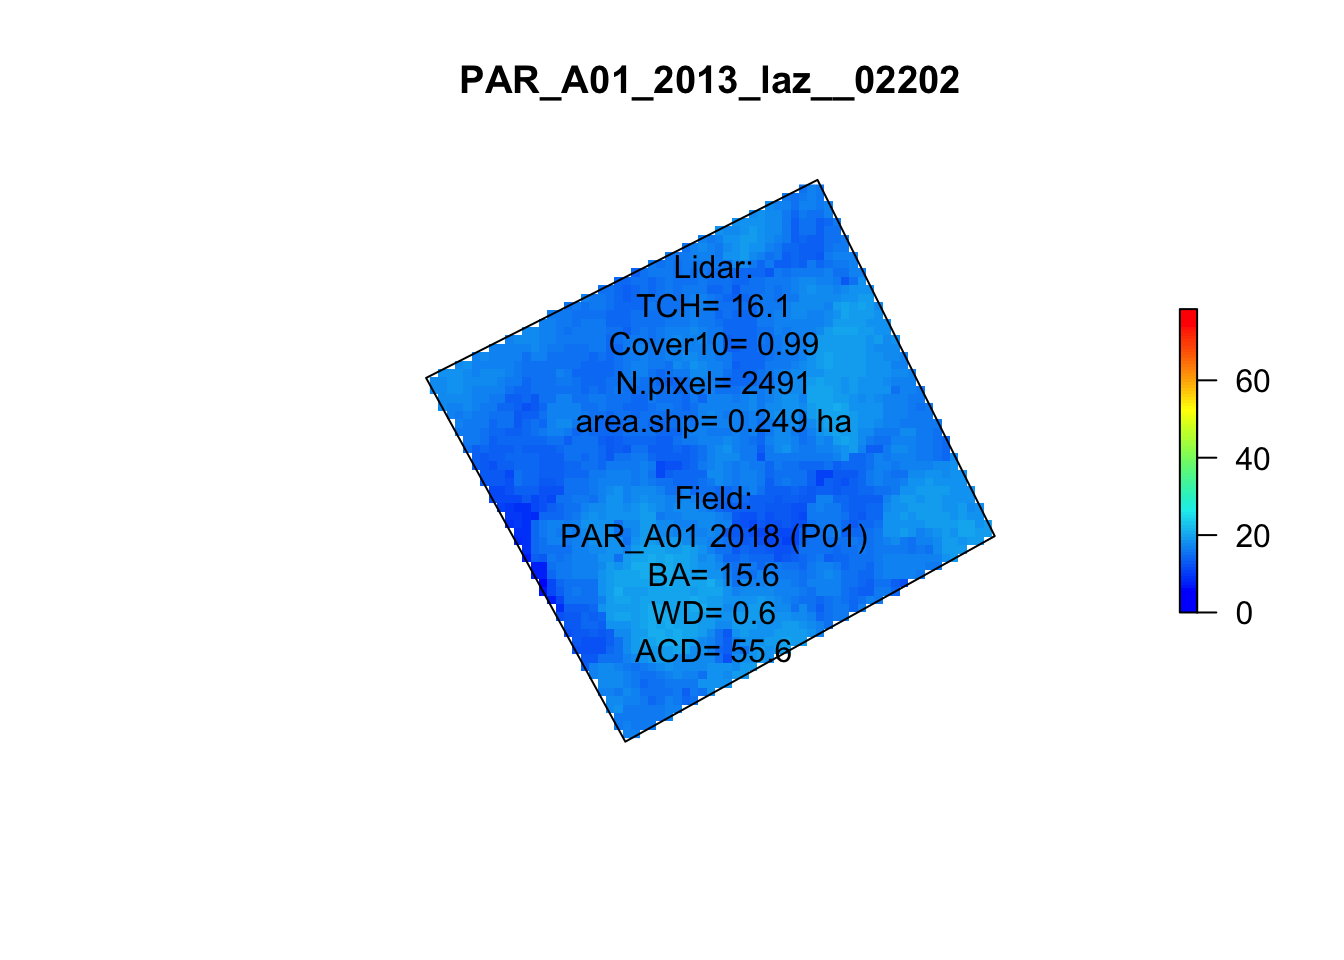 PAR_A01_2013_laz__02202
Lidar:
TCH= 16.1
Cover10= 0.99
N.pixel= 2491
area.shp= 0.249 ha
Field:
PAR_A01 2018 (P01)
BA= 15.6
WD= 0.6
ACD= 55.6
60
40
20
0